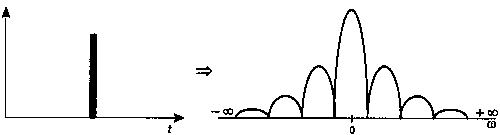 t
⇒
− ∞
0
+ ∞